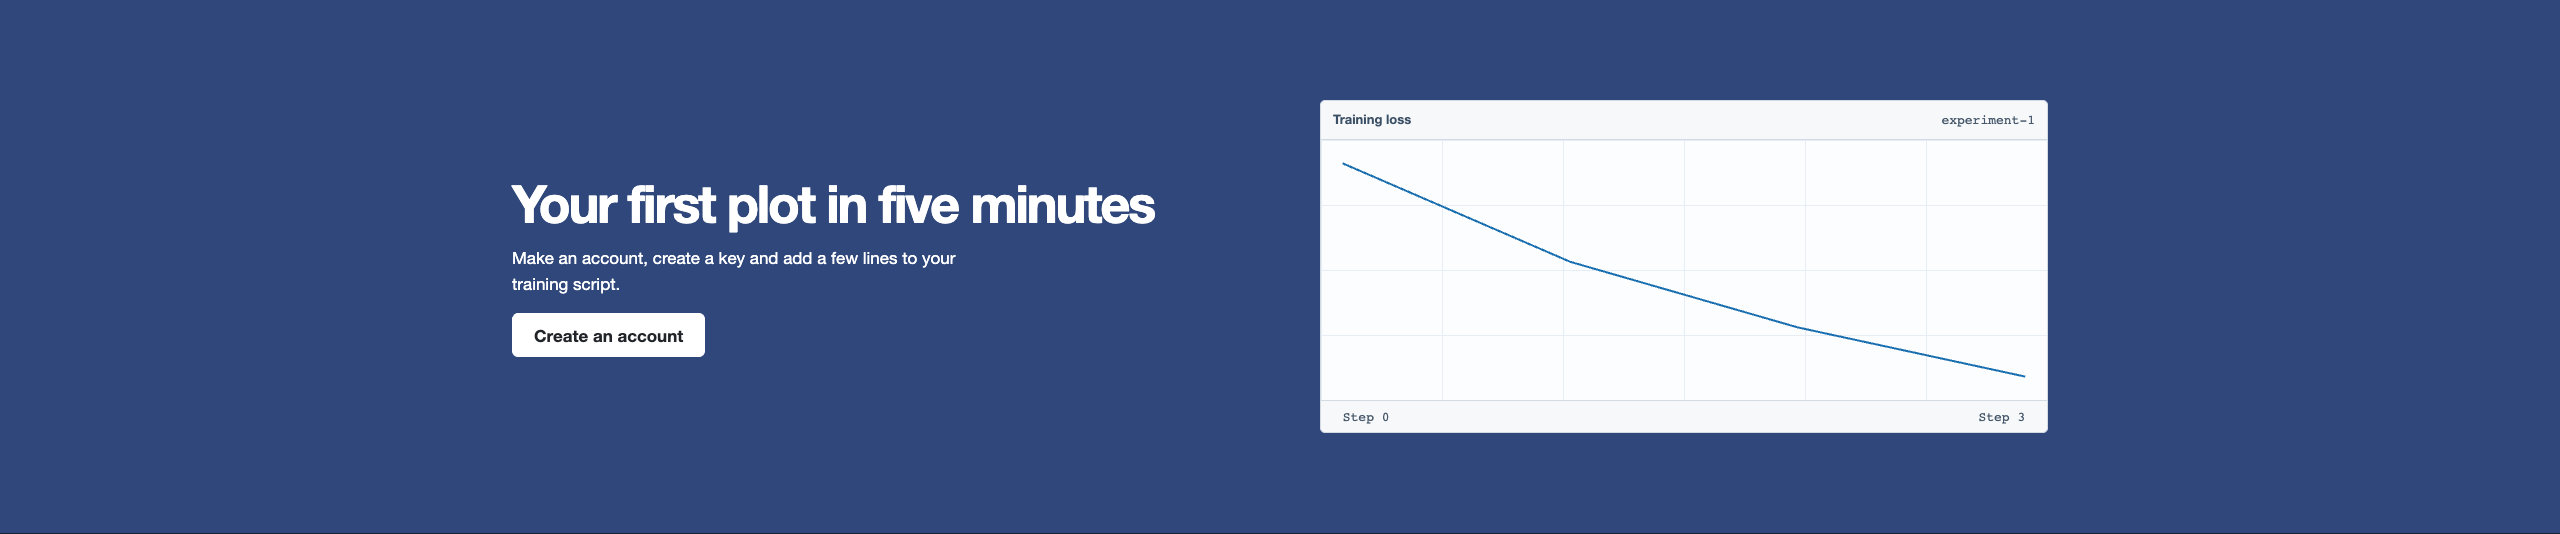 Your first plot in five minutes
Make an account, create a key and add a few lines to your
training script.
Create an account
Training loss
experiment-1
Step 0
Step 3